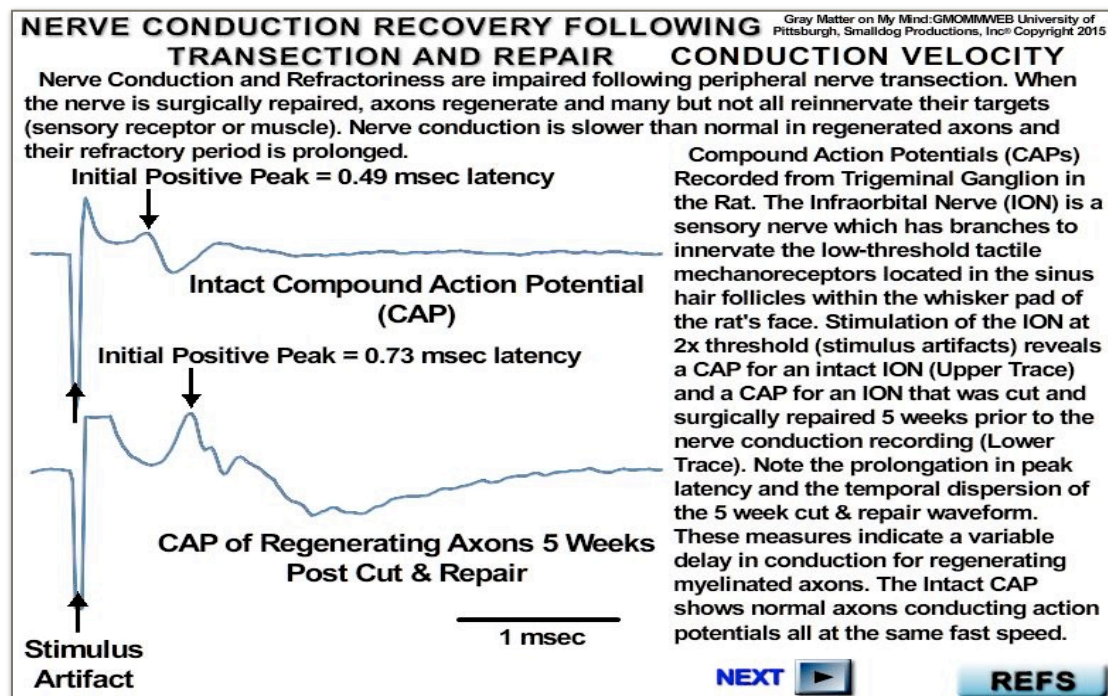 NERVE CONDUCTION RECOVERY FOLLOWING
TRANSECTION AND REPAIR CONDUCTION VELOCITY
Gray Matter on My Mind:GMOMMWEB University of
Pittsburgh, Smalldog Productions, Inc® Copyright 2015
Nerve Conduction and Refractoriness are impaired following peripheral nerve transection. When
the nerve is surgically repaired, axons regenerate and many but not all reinnervate their targets
(sensory receptor or muscle). Nerve conduction is slower than normal in regenerated axons and
their refractory period is prolonged.
Initial Positive Peak = 0.49 msec latency
Intact Compound Action Potential
(CAP)
Initial Positive Peak = 0.73 msec latency
CAP of Regenerating Axons 5 Weeks
Post Cut & Repair
Stimulus
Artifact
1 msec
Compound Action Potentials (CAPs)
Recorded from Trigeminal Ganglion in
the Rat. The Infraorbital Nerve (ION) is a
sensory nerve which has branches to
innervate the low-threshold tactile
mechanoreceptors located in the sinus
hair follicles within the whisker pad of
the rat's face. Stimulation of the ION at
2x threshold (stimulus artifacts) reveals
a CAP for an intact ION (Upper Trace)
and a CAP for an ION that was cut and
surgically repaired 5 weeks prior to the
nerve conduction recording (Lower
Trace). Note the prolongation in peak
latency and the temporal dispersion of
the 5 week cut & repair waveform.
These measures indicate a variable
delay in conduction for regenerating
myelinated axons. The Intact CAP
shows normal axons conducting action
potentials all at the same fast speed.
NEXT
REFS